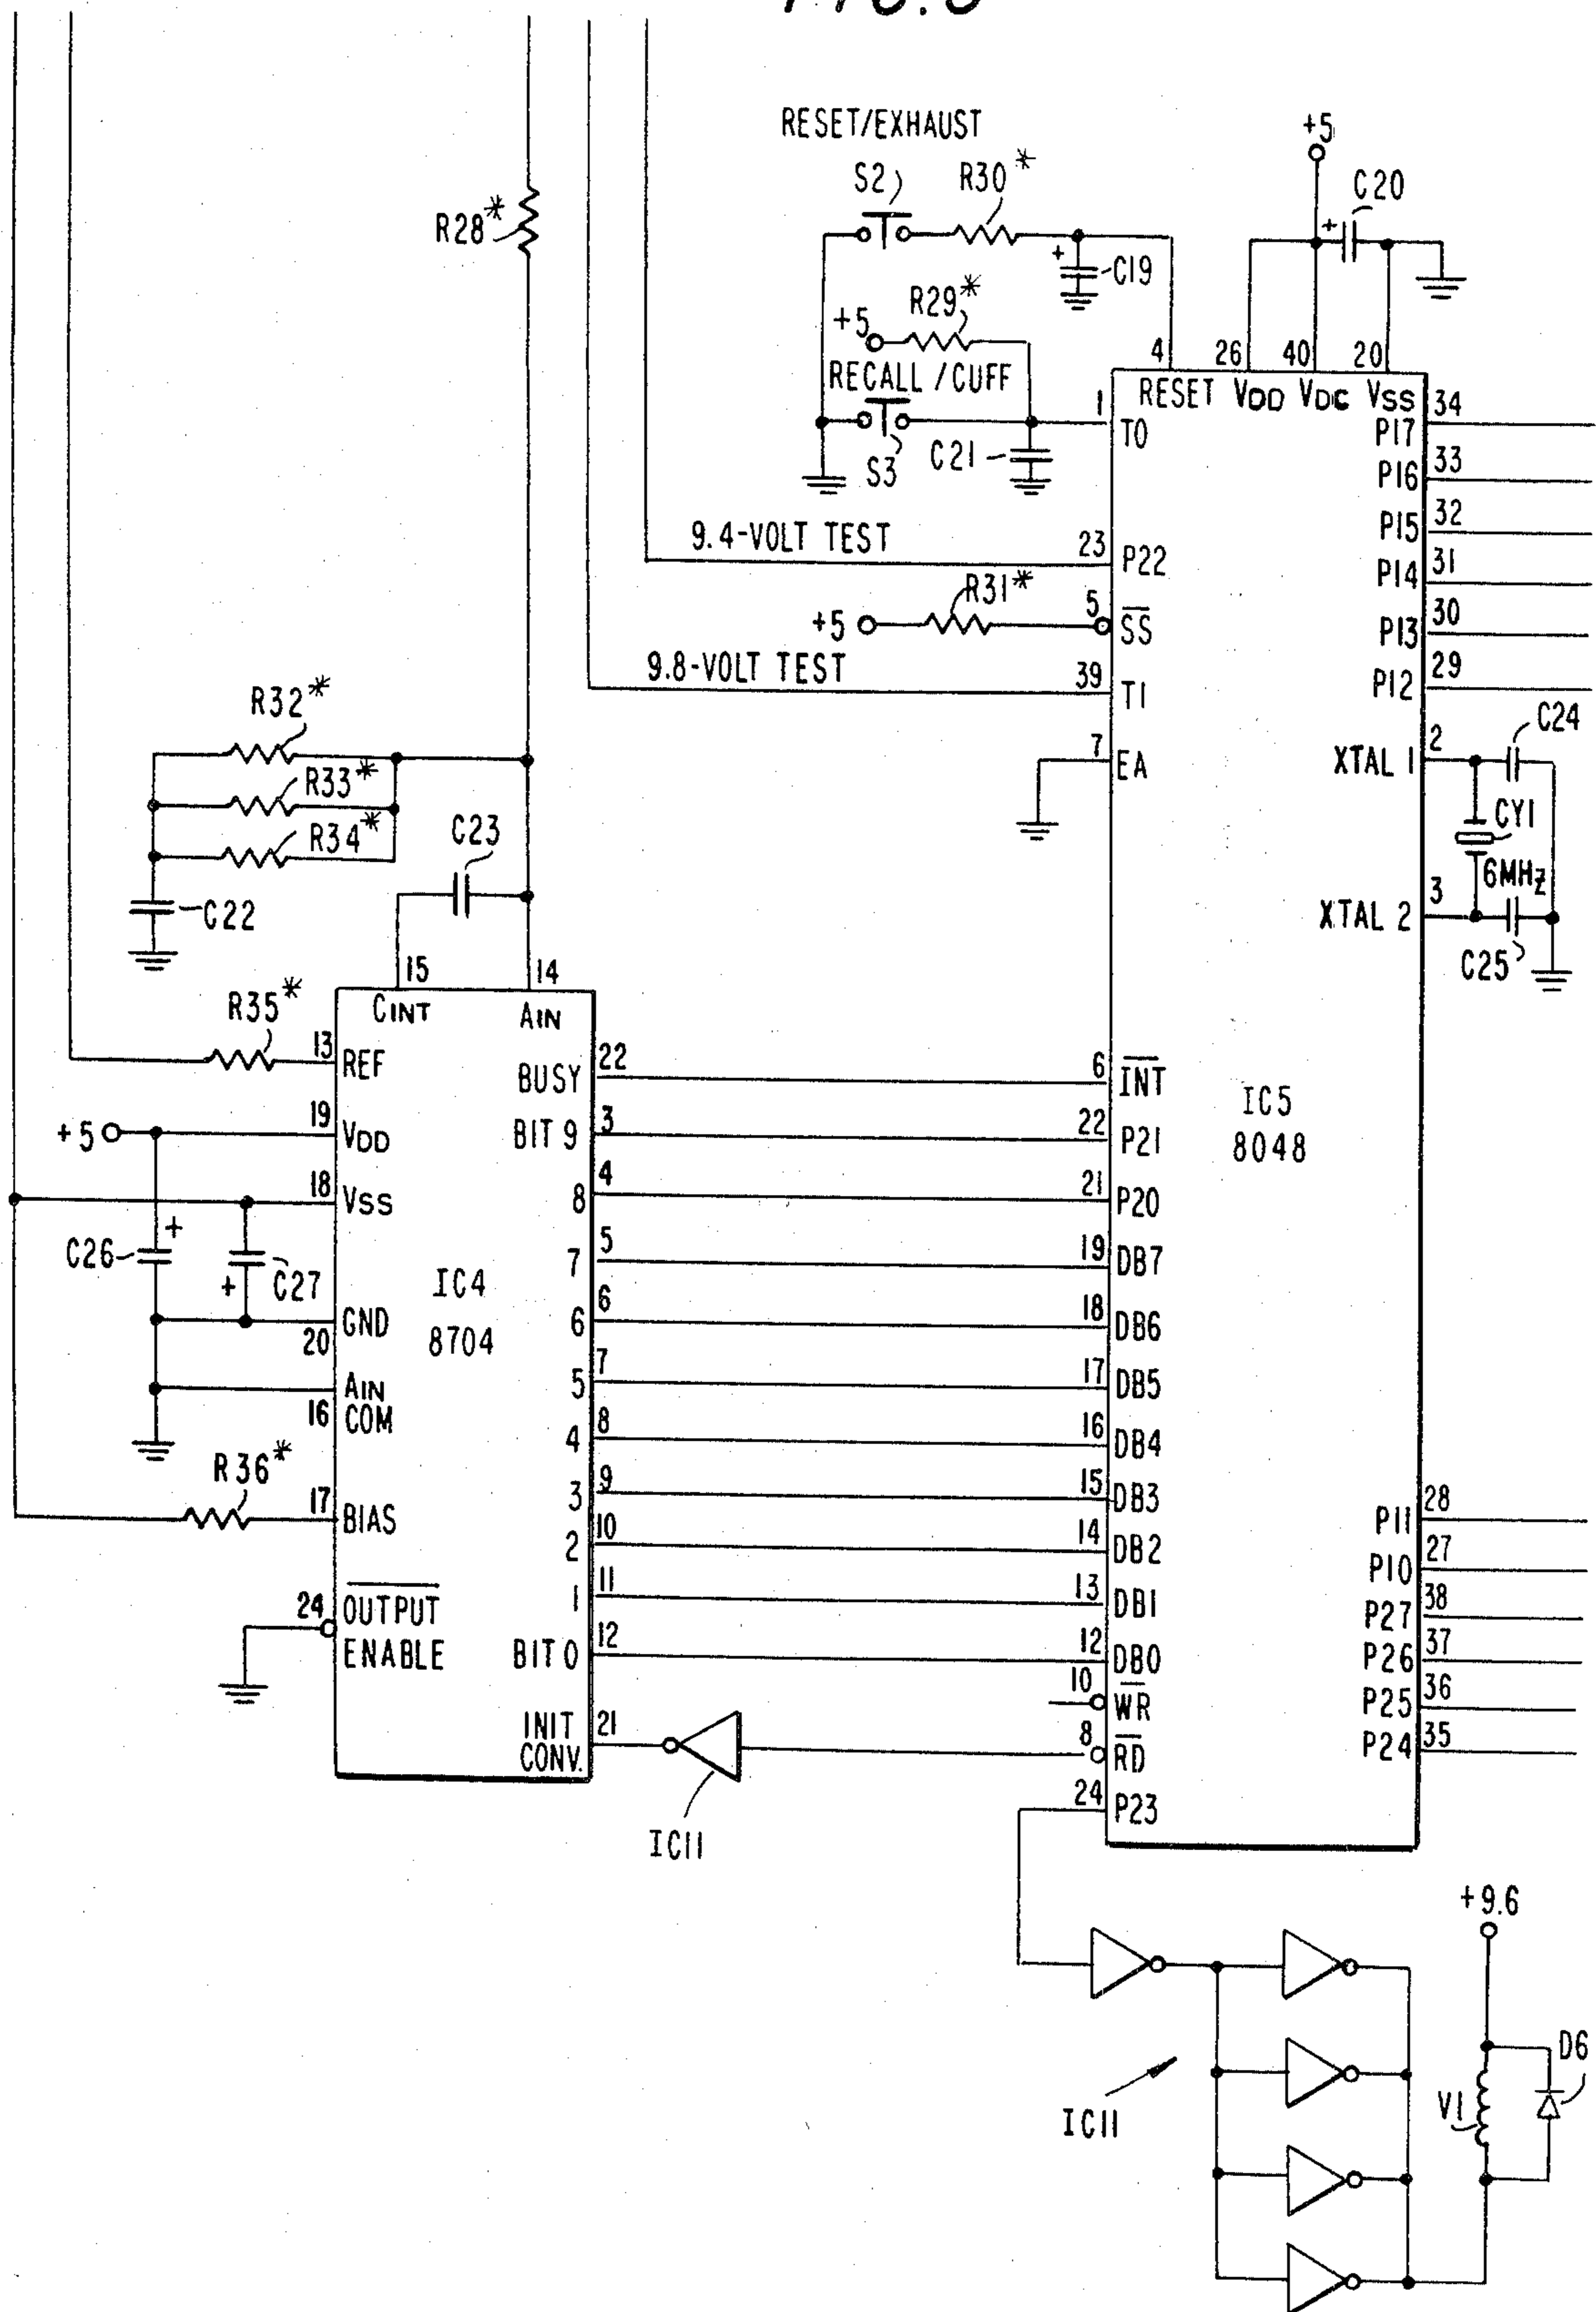 FIG. 5
RESET/EXHAUST
S2
R30*
+5
C20
+
R28*
+
C19
R29*
+5
RECALL/CUFF
4
26
40
20
RESET VDD VDC VSS
1
T0
S3
C21
34
P17
33
P16
32
P15
31
P14
30
P13
29
P12
9.4-VOLT TEST
23
P22
R31*
+5
5
SS
9.8-VOLT TEST
39
T1
7
EA
C24
2
XTAL 1
CY1
6MHz
3
XTAL 2
C25
R32*
R33*
R34*
C23
C22
15
14
CINT
AIN
R35*
13
REF
BUSY
22
6
INT
IC5
8048
+5
19
VDD
BIT 9
3
22
P21
18
VSS
8
4
21
P20
C26
+
C27
+
7
5
19
DB7
IC4
8704
GND
20
6
6
18
DB6
5
7
17
DB5
AIN
COM
16
4
8
16
DB4
R36*
17
BIAS
3
9
15
DB3
2
10
14
DB2
1
11
13
DB1
24
OUTPUT
ENABLE
BIT 0
12
12
DB0
10
WR
INIT
CONV.
21
8
RD
24
P23
IC11
P11
28
P10
27
P27
38
P26
37
P25
36
P24
35
+9.6
D6
V1
IC11